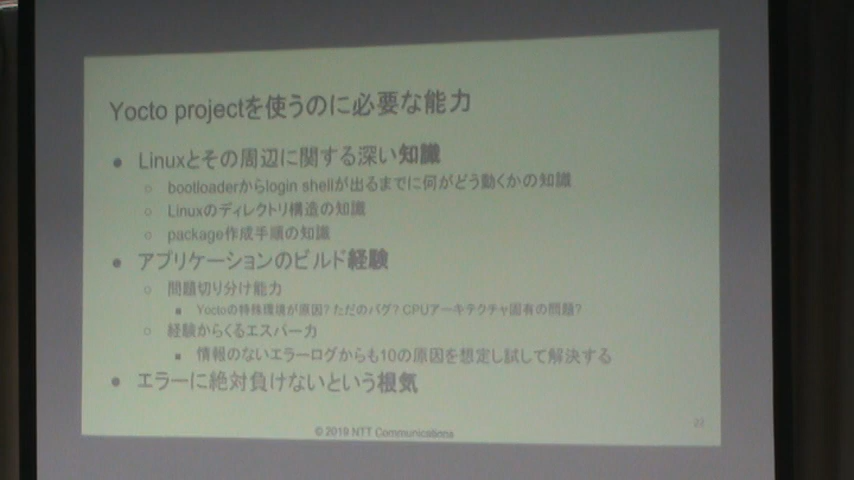 Yocto projectを使うのに必要な能力
● Linuxとその周辺に関する深い知識
○ bootloaderからlogin shellが出るまでに何がどう動くかの知識
○ Linuxのディレクトリ構造の知識
○ package作成手順の知識
● アプリケーションのビルド経験
○ 問題切り分け能力
■ Yoctoの特殊環境が原因? ただのバグ? CPUアーキテクチャ固有の問題?
○ 経験からくるエスパー力
■ 情報のないエラーログからも10の原因を想定し試して解決する
● エラーに絶対負けないという根気
© 2019 NTT Communications
22